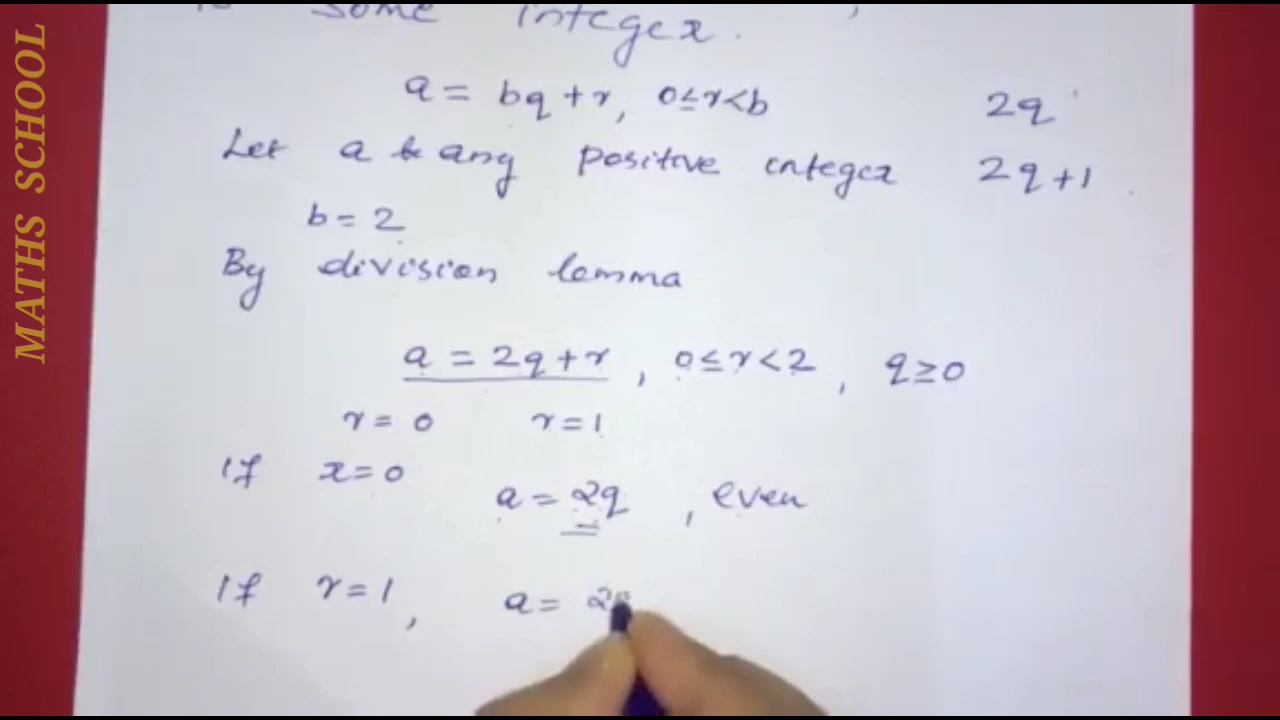 MATHS SCHOOL
some integer.
a = bq + r, 0≤r<b
2q
Let a be any positive integer
2q+1
b = 2
By division lemma
a = 2q + r, 0≤r<2, q≥0
r = 0 r = 1
If x=0
a = 2q, even
If r = 1, a = 2